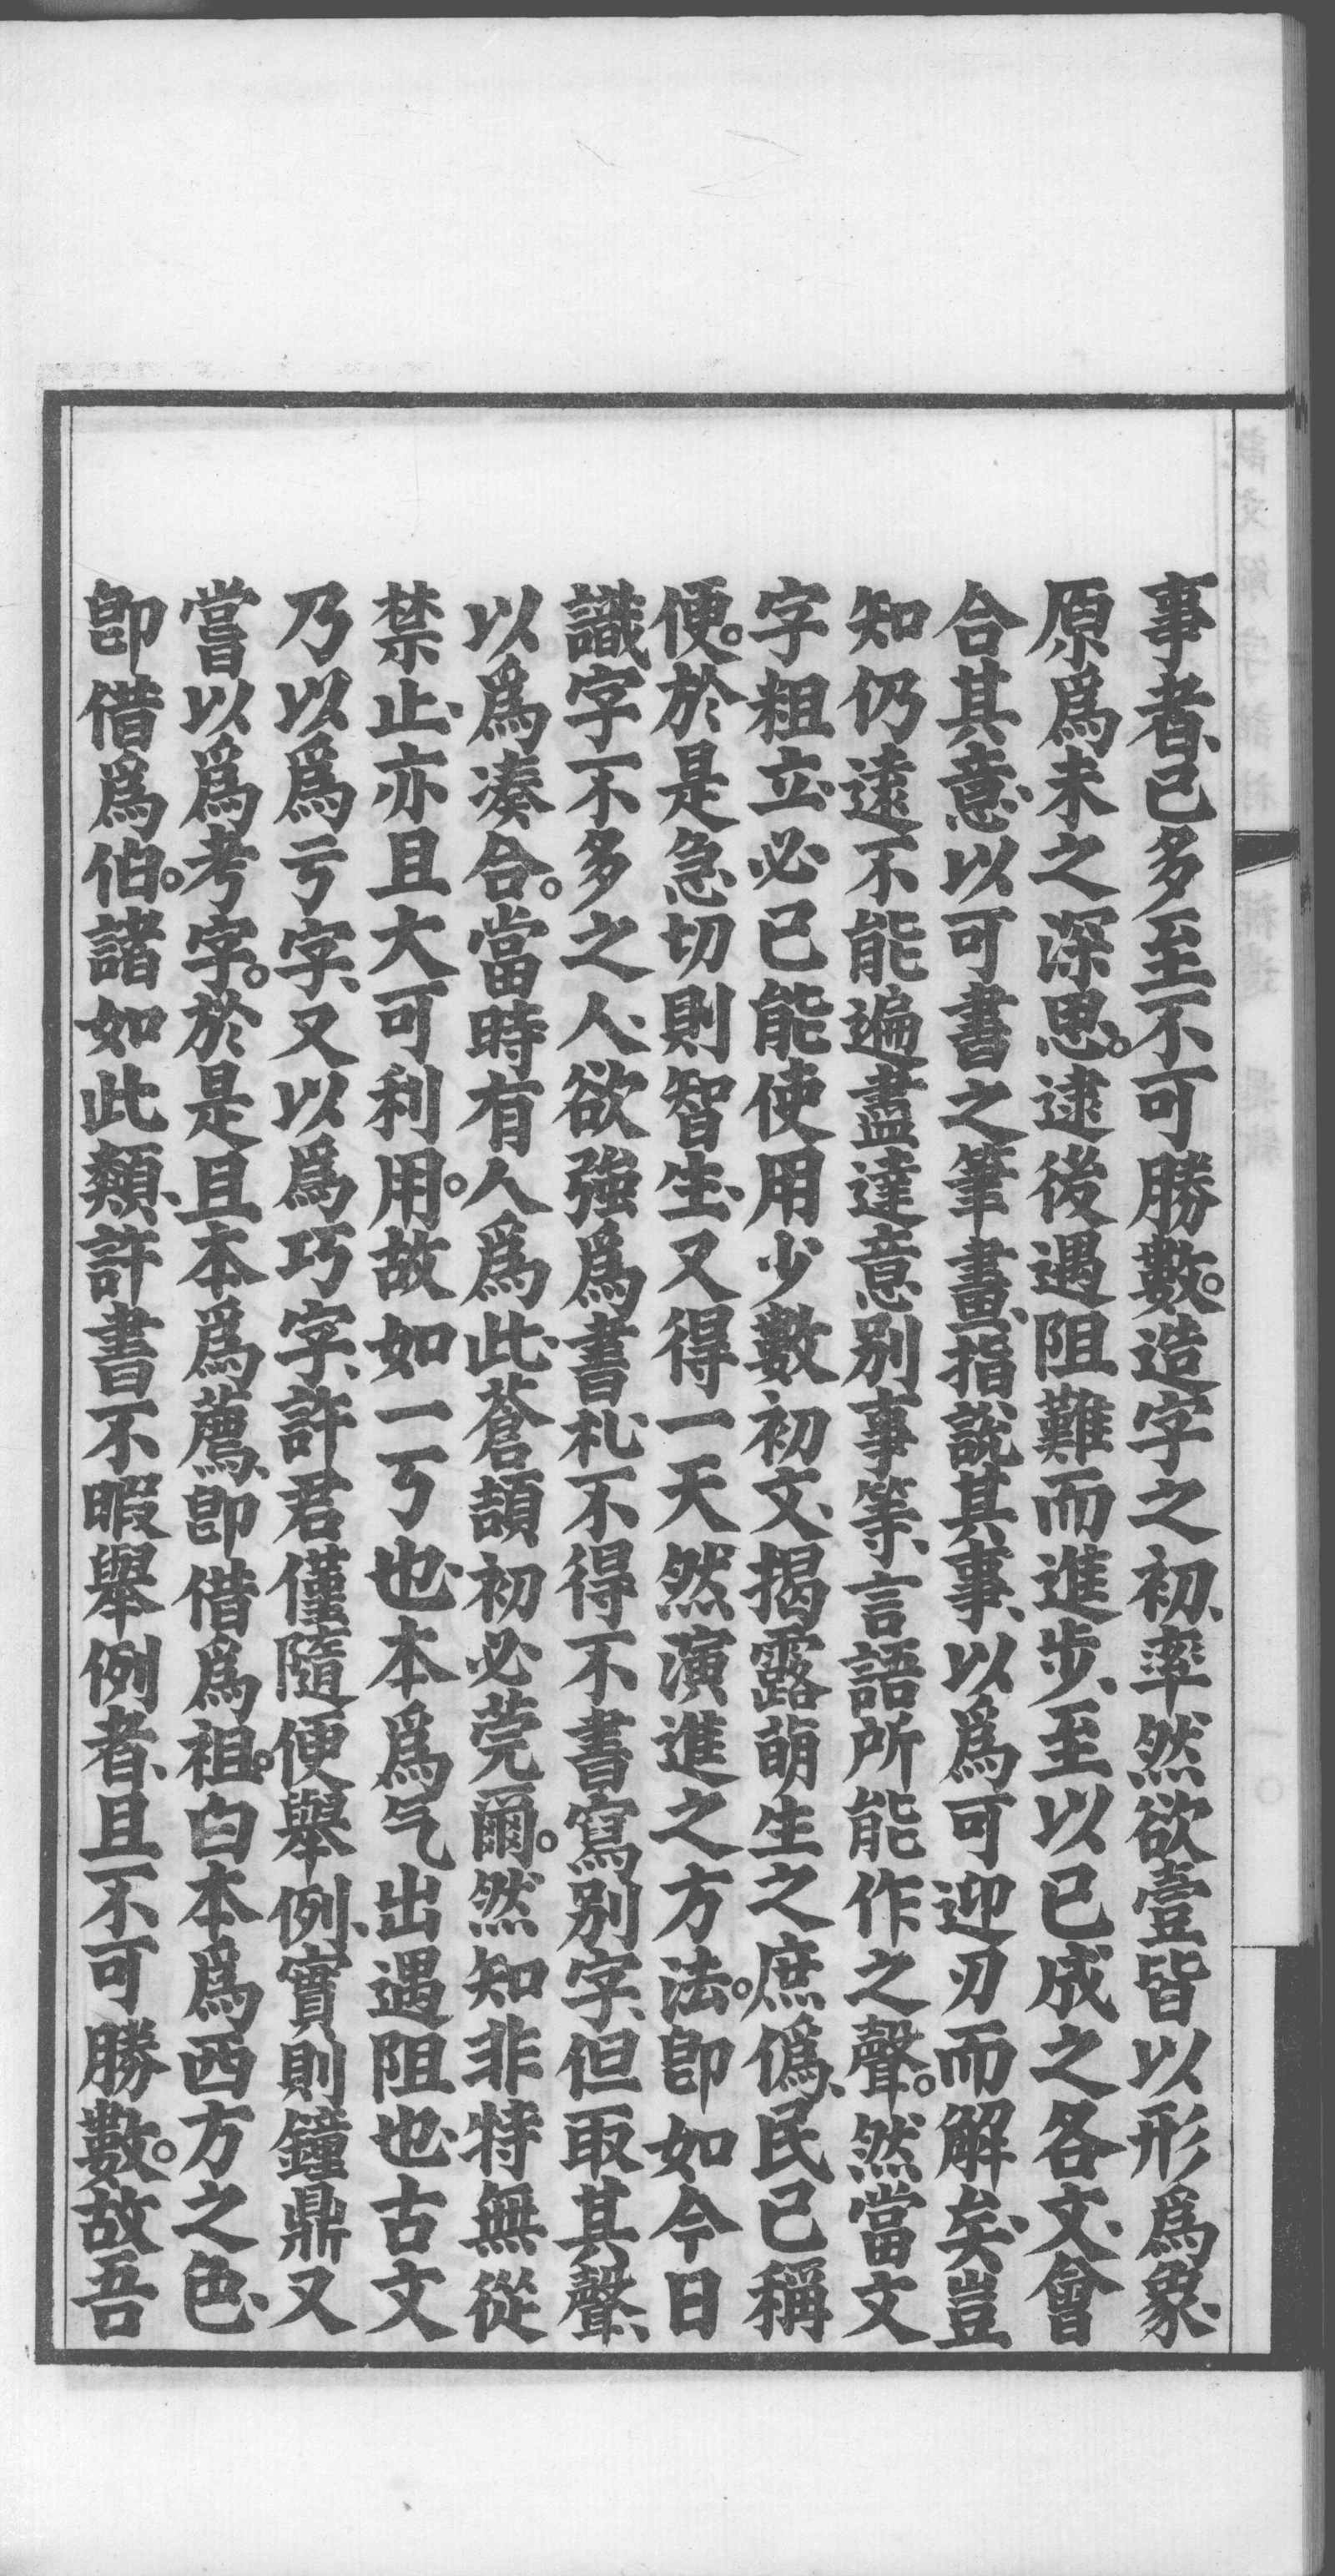 事者、已多至不可勝數。造字之初、率然欲壹皆以形爲象、
原爲未之深思。逮後遇阻難而進步、至以已成之各文、會
合其意、以可書之筆畫、指說其事、以爲可迎刃而解矣、豈
知仍遠不能遍盡達意別事等、言語所能作之聲。然當文
字粗立、必已能使用少數初文、揭露萌生之庶僞、民已稱
便。於是急切則智生、又得一天然演進之方法。卽如今日
識字不多之人、欲強爲書札、不得不書寫別字、但取其聲、
以爲湊合。當時有人爲此、蒼頡初必莞爾。然知非特無從
禁止、亦且大可利用。故如一丂也、本爲气出遇阻也、古文
乃以爲亏字、又以爲巧字、許君僅隨便舉例、實則鐘鼎又
嘗以爲考字。於是且本爲薦、卽借爲祖。白本爲西方之色、
卽借爲伯。諸如此類、許書不暇舉例者、且不可勝數。故吾